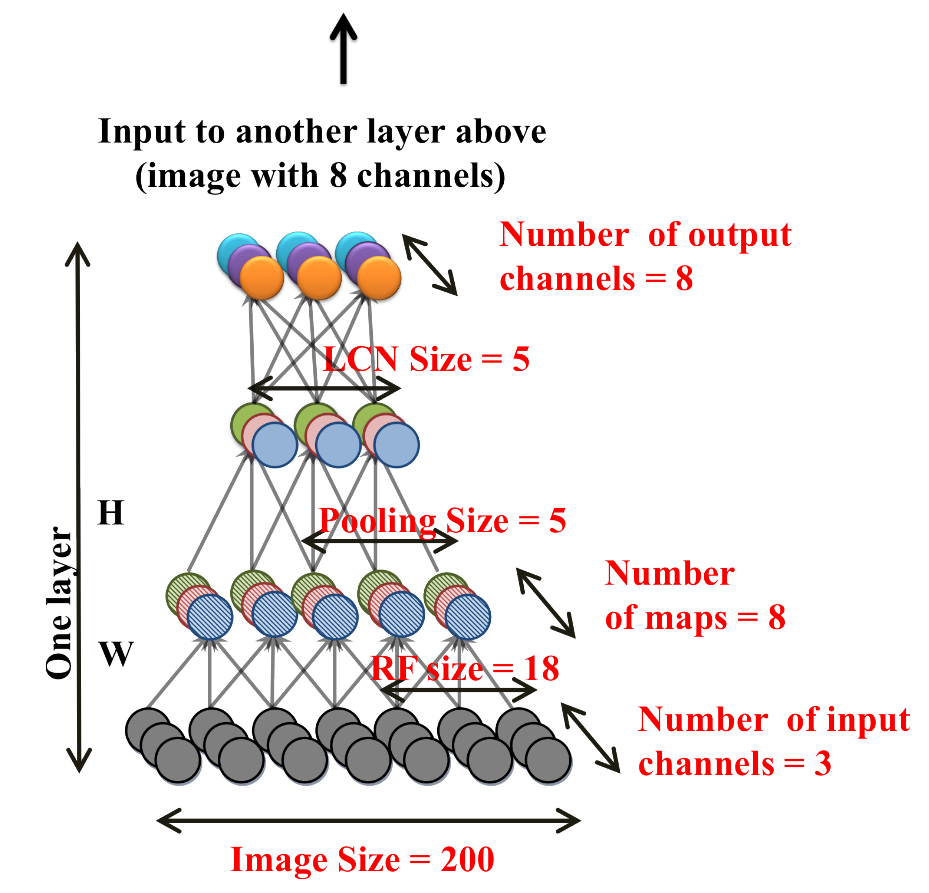 Input to another layer above
(image with 8 channels)
Number of output
channels = 8
LCN Size = 5
H
Pooling Size = 5
One layer
Number
of maps = 8
W
RF size = 18
Number of input
channels = 3
Image Size = 200